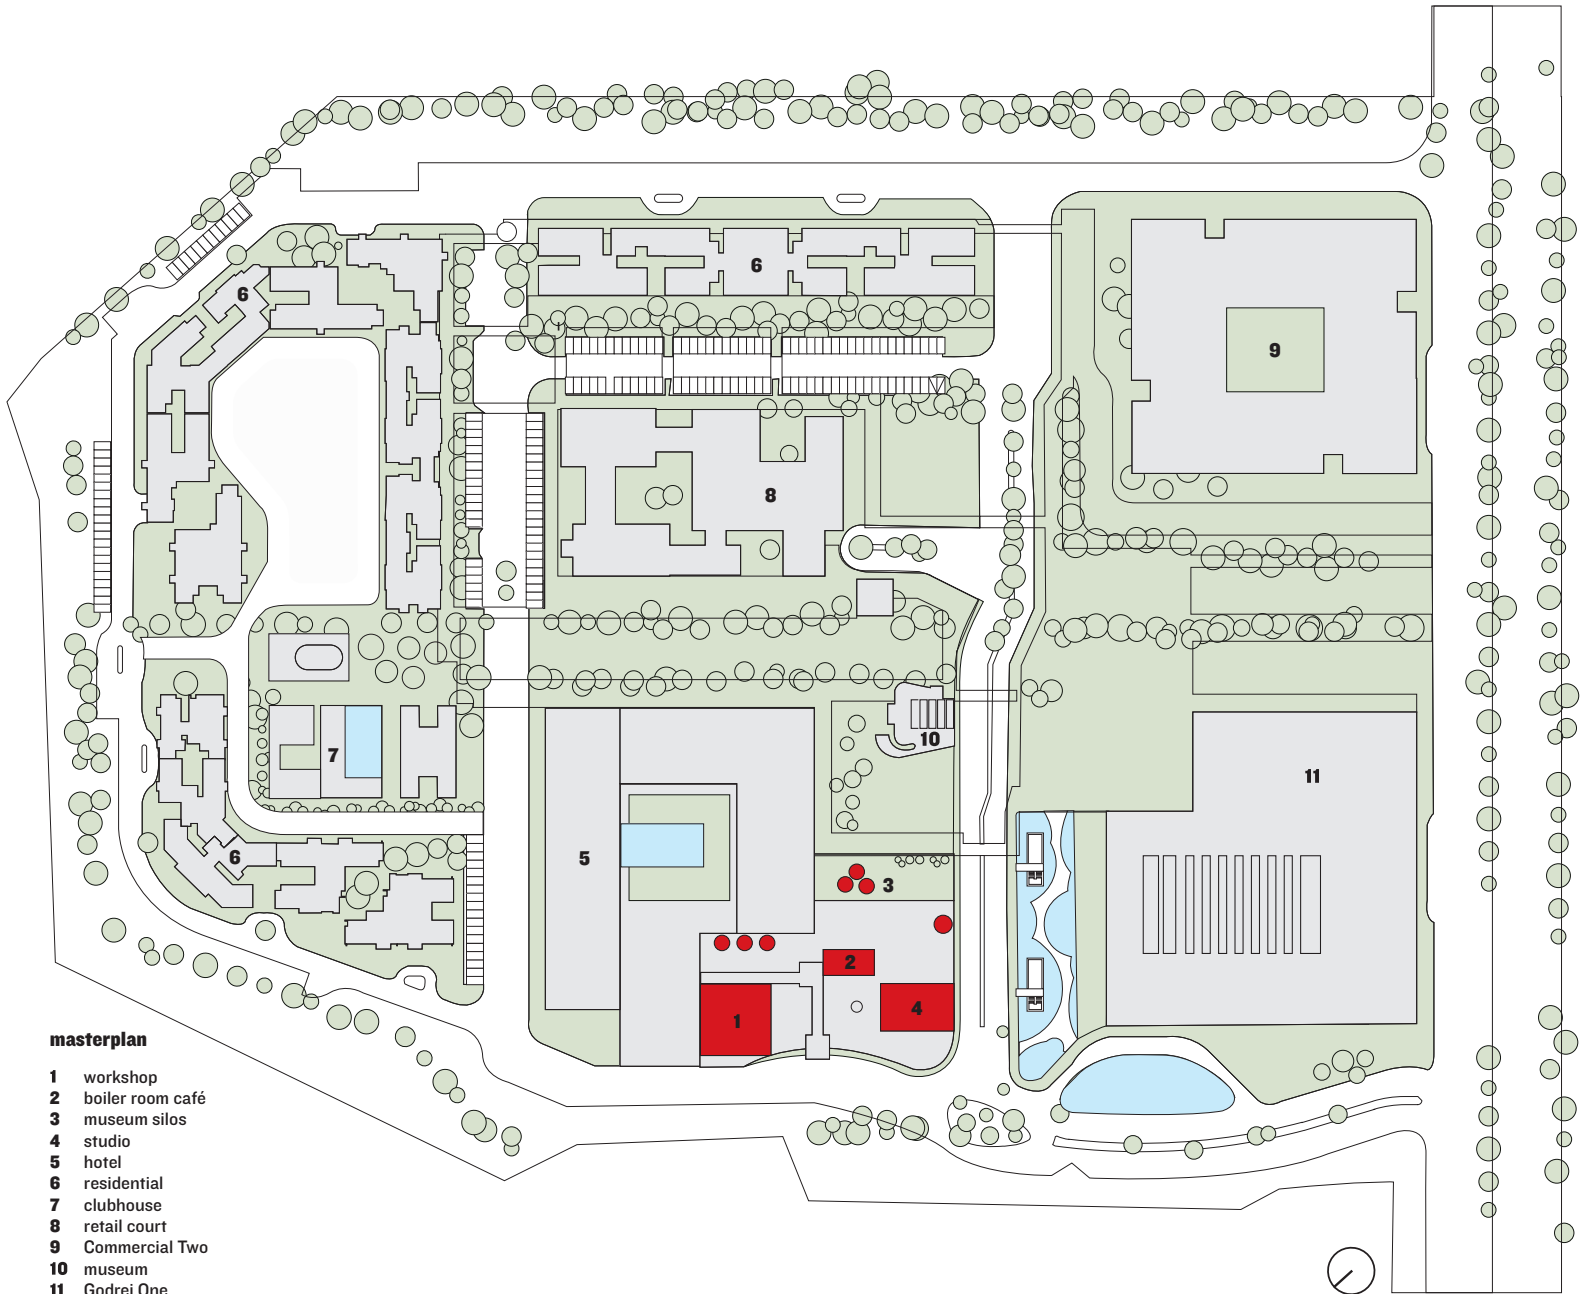 6
6
9
8
10
7
11
5
6
3
2
4
1
masterplan
1 workshop
2 boiler room café
3 museum silos
4 studio
5 hotel
6 residential
7 clubhouse
8 retail court
9 Commercial Two
10 museum
11 Godrej One